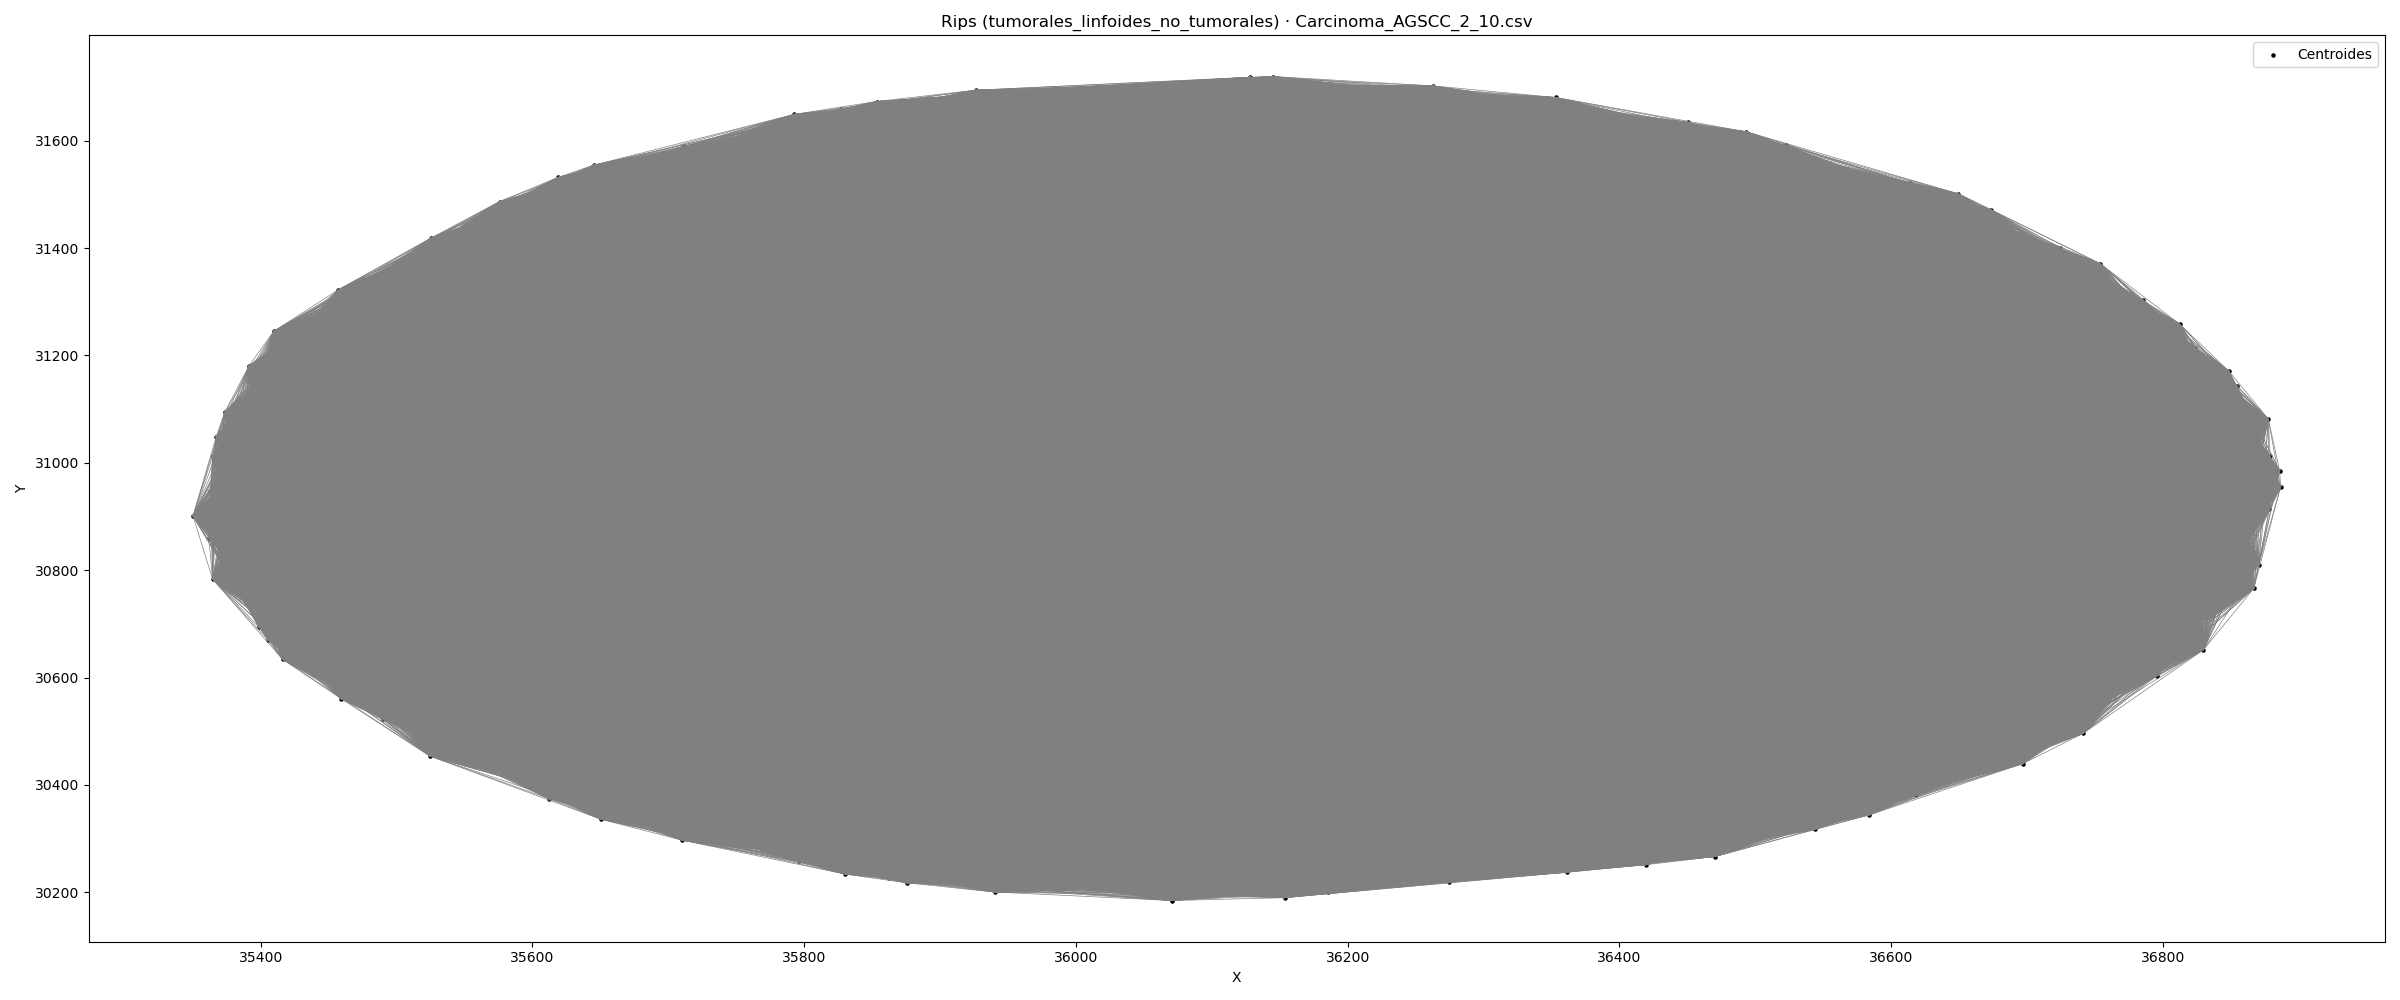 Rips (tumorales_linfoides_no_tumorales) · Carcinoma_AGSCC_2_10.csv
Centroides
31600
31400
31200
31000
30800
30600
30400
30200
Y
35400 35600 35800 36000 36200 36400 36600 36800
X